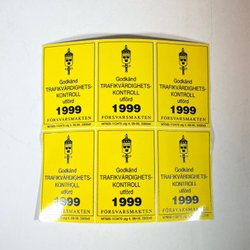 Godkänd Godkänd Godkänd
TRAFIKVÄRDIGHETS- TRAFIKVÄRDIGHETS- TRAFIKVÄRDIGHETS-
KONTROLL KONTROLL KONTROLL
utförd utförd utförd
1999 1999 1999
FÖRSVARSMAKTEN FÖRSVARSMAKTEN FÖRSVARSMAKTEN
Godkänd Godkänd Godkänd
TRAFIKVÄRDIGHETS- TRAFIKVÄRDIGHETS- TRAFIKVÄRDIGHETS-
KONTROLL KONTROLL KONTROLL
utförd utförd utförd
1999 1999 1999
FÖRSVARSMAKTEN FÖRSVARSMAKTEN FÖRSVARSMAKTEN